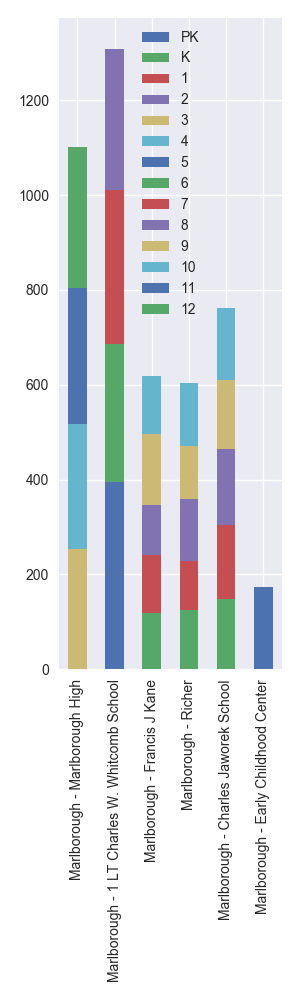 PK
K
1
2
3
4
5
6
7
8
9
10
11
12
1200
1000
800
600
400
200
0
Marlborough - Marlborough High
Marlborough - 1 LT Charles W. Whitcomb School
Marlborough - Francis J Kane
Marlborough - Richer
Marlborough - Charles Jaworek School
Marlborough - Early Childhood Center